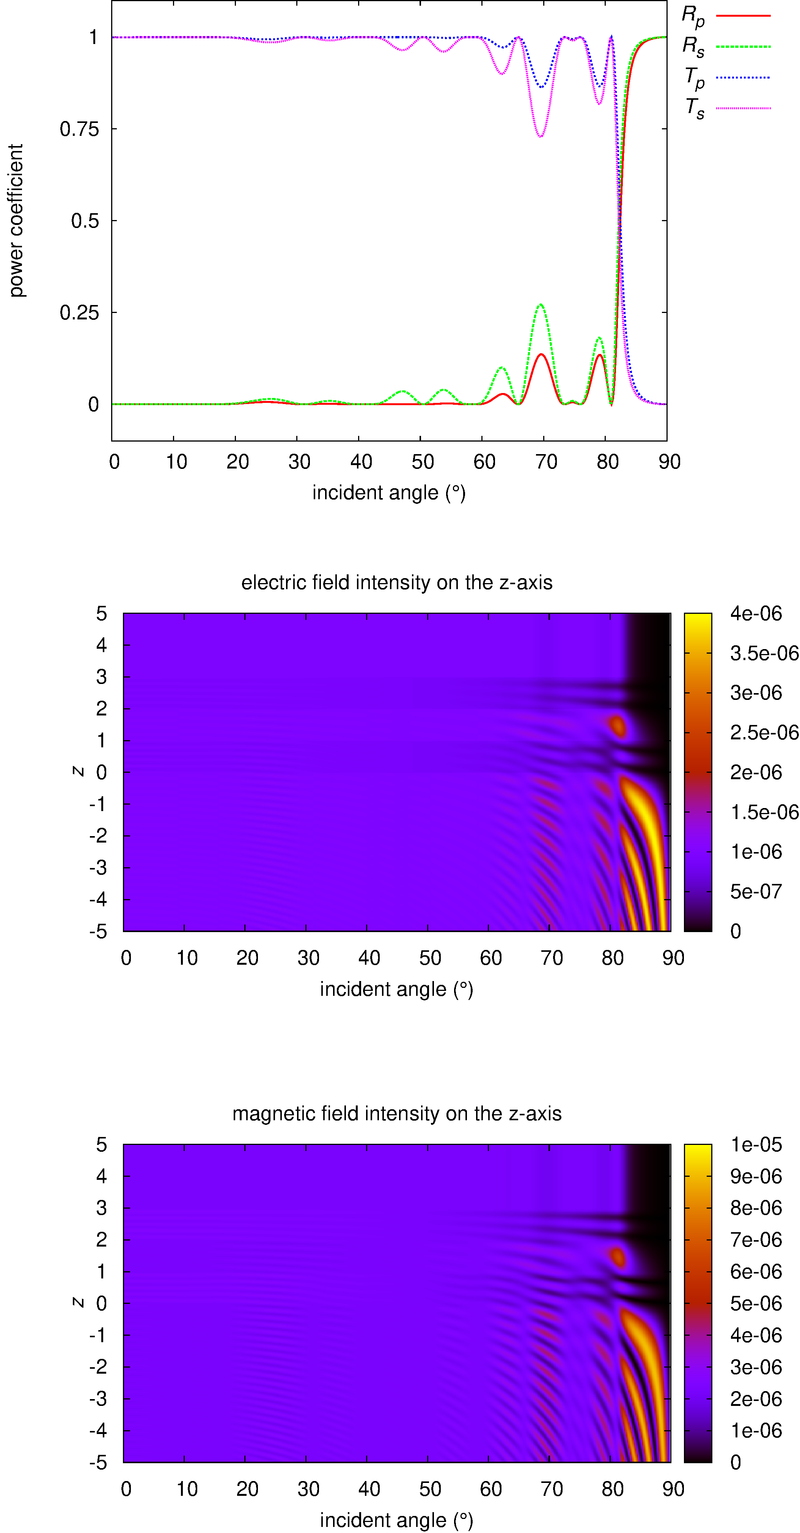 R_p
R_s
T_p
T_s
1
0.75
0.5
0.25
0
power coefficient
0 10 20 30 40 50 60 70 80 90
incident angle (°)
electric field intensity on the z-axis
5
4
3
2
1
0
-1
-2
-3
-4
-5
z
4e-06
3.5e-06
3e-06
2.5e-06
2e-06
1.5e-06
1e-06
5e-07
0
0 10 20 30 40 50 60 70 80 90
incident angle (°)
magnetic field intensity on the z-axis
5
4
3
2
1
0
-1
-2
-3
-4
-5
z
1e-05
9e-06
8e-06
7e-06
6e-06
5e-06
4e-06
3e-06
2e-06
1e-06
0
0 10 20 30 40 50 60 70 80 90
incident angle (°)